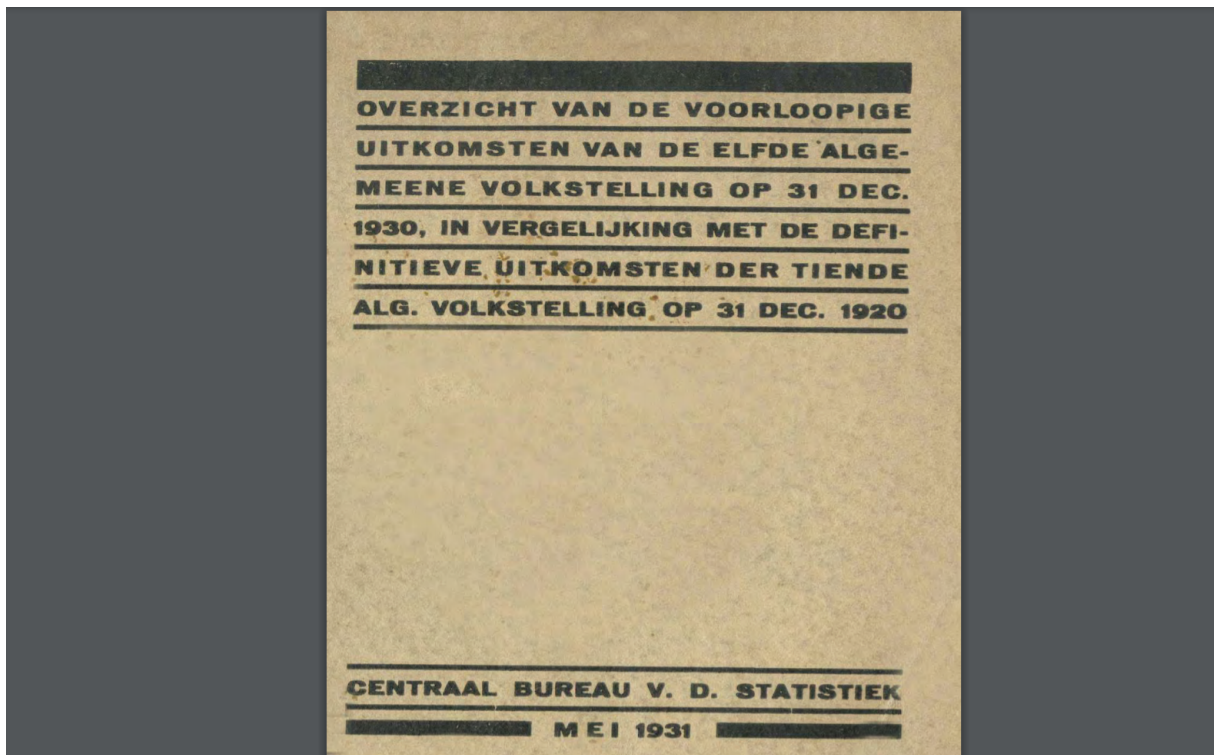 OVERZICHT VAN DE VOORLOOPIGE
UITKOMSTEN VAN DE ELFDE ALGE-
MEENE VOLKSTELLING OP 31 DEC.
1930, IN VERGELIJKING MET DE DEFI-
NITIEVE UITKOMSTEN DER TIENDE
ALG. VOLKSTELLING OP 31 DEC. 1920
CENTRAAL BUREAU V. D. STATISTIEK
MEI 1931